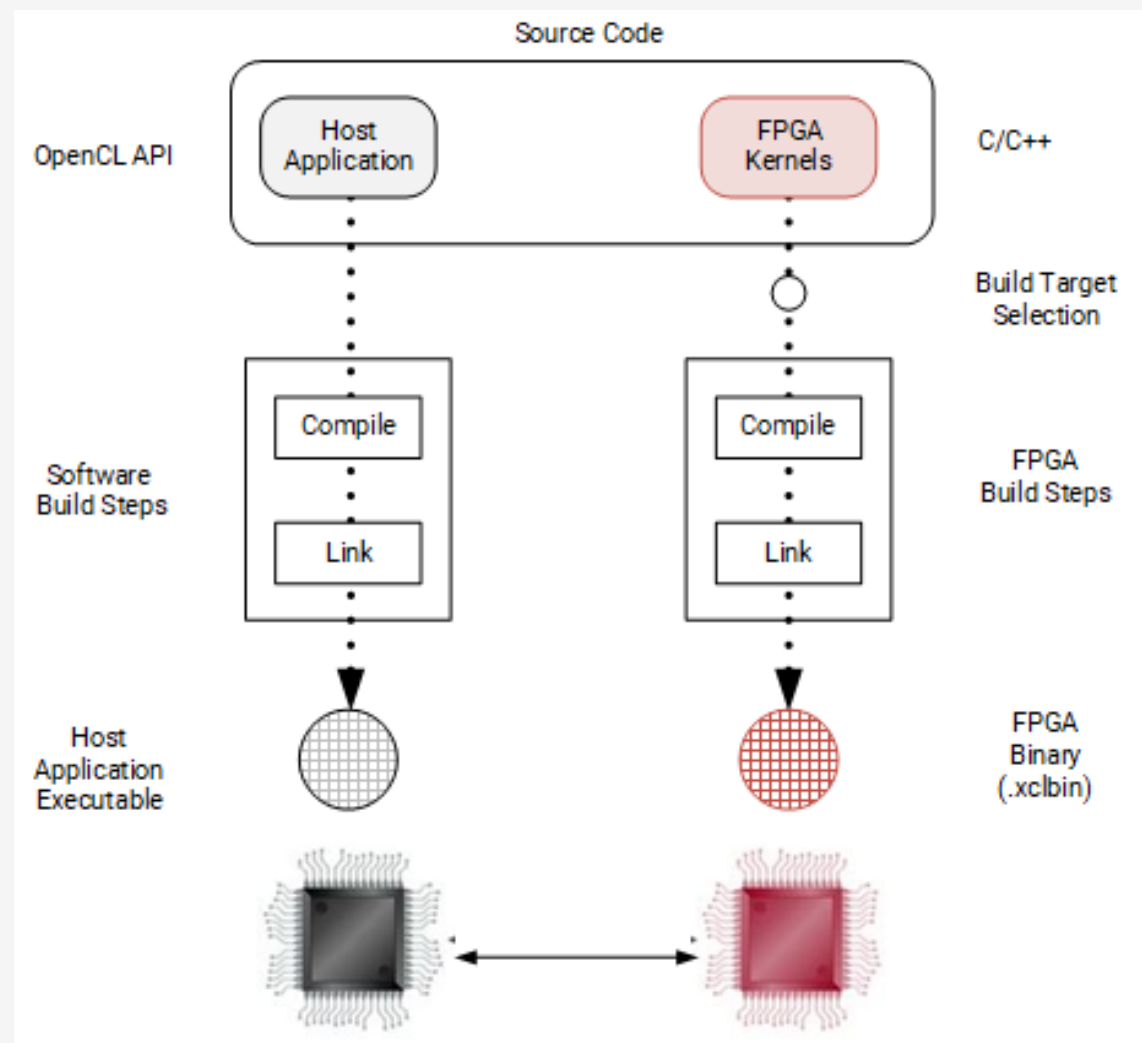 Source Code
OpenCL API
Host
Application
FPGA
Kernels
C/C++
Build Target
Selection
Software
Build Steps
Compile
Link
Compile
Link
FPGA
Build Steps
Host
Application
Executable
FPGA
Binary
(.xclbin)